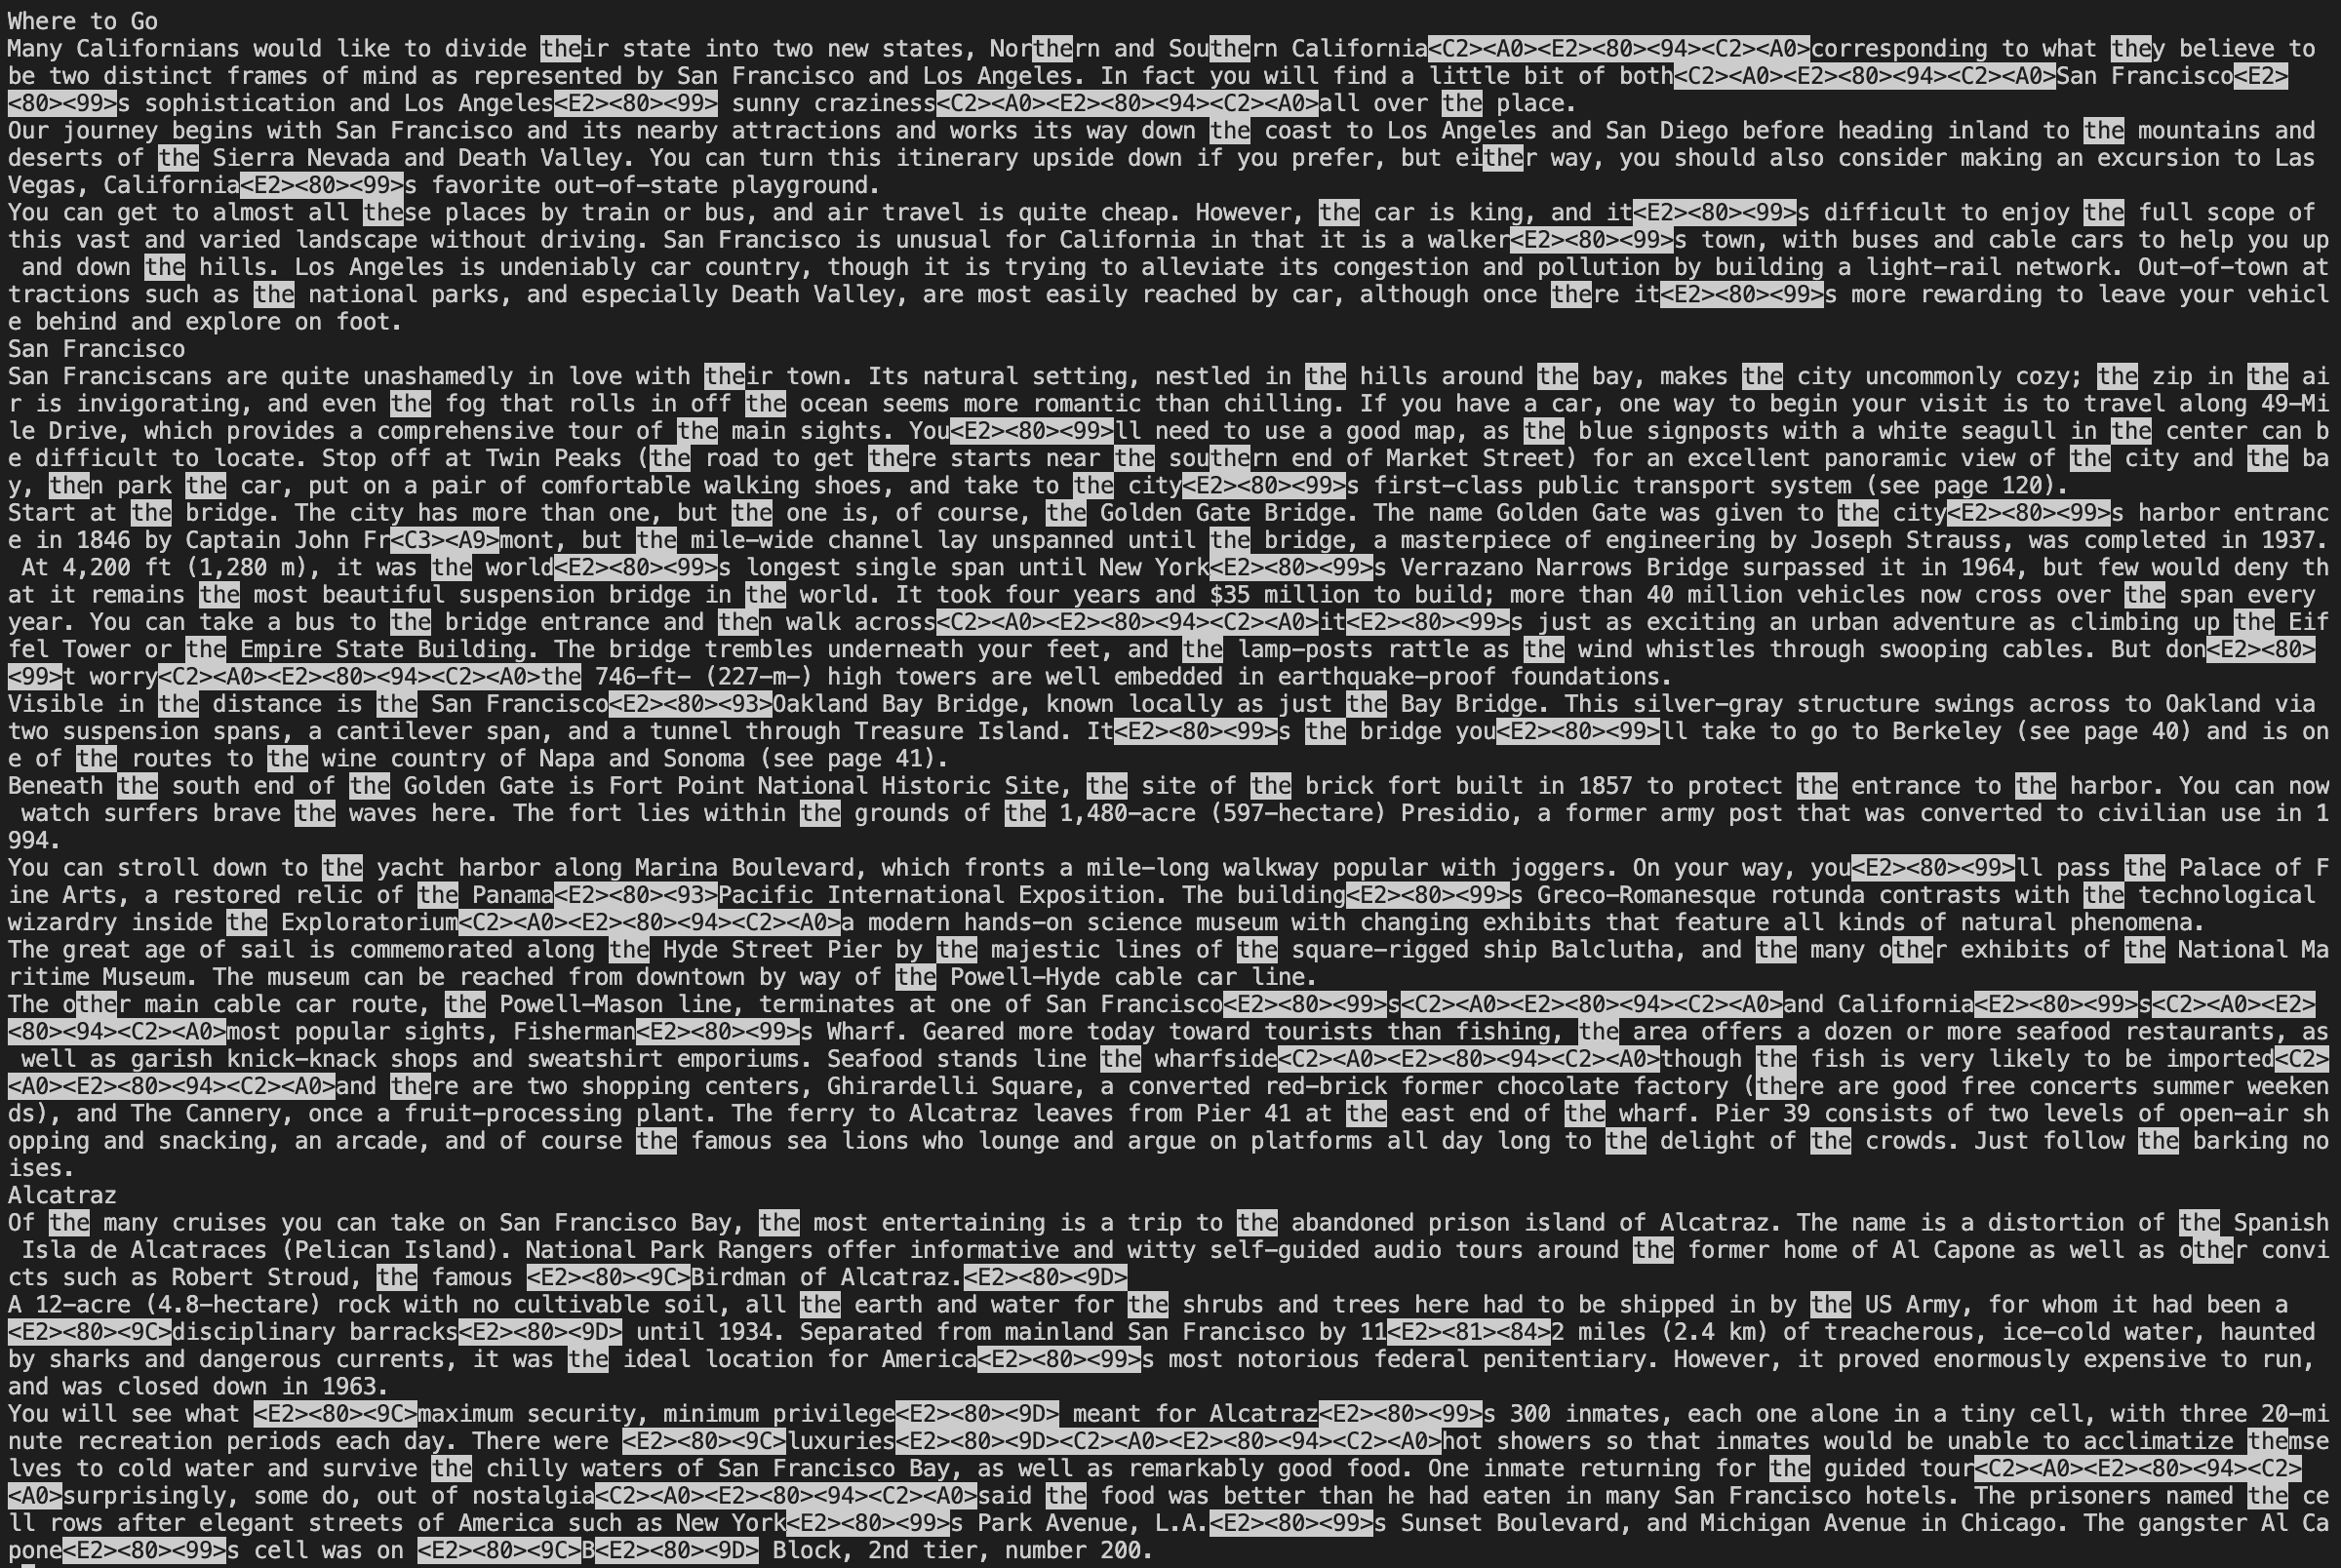 Where to Go
Many Californians would like to divide their state into two new states, Northern and Southern California<C2><A0><E2><80><94><C2><A0>corresponding to what they believe to
be two distinct frames of mind as represented by San Francisco and Los Angeles. In fact you will find a little bit of both<C2><A0><E2><80><94><C2><A0>San Francisco<E2>
<80><99>s sophistication and Los Angeles<E2><80><99> sunny craziness<C2><A0><E2><80><94><C2><A0>all over the place.
Our journey begins with San Francisco and its nearby attractions and works its way down the coast to Los Angeles and San Diego before heading inland to the mountains and
deserts of the Sierra Nevada and Death Valley. You can turn this itinerary upside down if you prefer, but either way, you should also consider making an excursion to Las
Vegas, California<E2><80><99>s favorite out-of-state playground.
You can get to almost all these places by train or bus, and air travel is quite cheap. However, the car is king, and it<E2><80><99>s difficult to enjoy the full scope of
this vast and varied landscape without driving. San Francisco is unusual for California in that it is a walker<E2><80><99>s town, with buses and cable cars to help you up
 and down the hills. Los Angeles is undeniably car country, though it is trying to alleviate its congestion and pollution by building a light-rail network. Out-of-town at
tractions such as the national parks, and especially Death Valley, are most easily reached by car, although once there it<E2><80><99>s more rewarding to leave your vehicl
e behind and explore on foot.
San Francisco
San Franciscans are quite unashamedly in love with their town. Its natural setting, nestled in the hills around the bay, makes the city uncommonly cozy; the zip in the ai
r is invigorating, and even the fog that rolls in off the ocean seems more romantic than chilling. If you have a car, one way to begin your visit is to travel along 49-Mi
le Drive, which provides a comprehensive tour of the main sights. You<E2><80><99>ll need to use a good map, as the blue signposts with a white seagull in the center can b
e difficult to locate. Stop off at Twin Peaks (the road to get there starts near the southern end of Market Street) for an excellent panoramic view of the city and the ba
y, then park the car, put on a pair of comfortable walking shoes, and take to the city<E2><80><99>s first-class public transport system (see page 120).
Start at the bridge. The city has more than one, but the one is, of course, the Golden Gate Bridge. The name Golden Gate was given to the city<E2><80><99>s harbor entranc
e in 1846 by Captain John Fr<C3><A9>mont, but the mile-wide channel lay unspanned until the bridge, a masterpiece of engineering by Joseph Strauss, was completed in 1937.
 At 4,200 ft (1,280 m), it was the world<E2><80><99>s longest single span until New York<E2><80><99>s Verrazano Narrows Bridge surpassed it in 1964, but few would deny th
at it remains the most beautiful suspension bridge in the world. It took four years and $35 million to build; more than 40 million vehicles now cross over the span every
year. You can take a bus to the bridge entrance and then walk across<C2><A0><E2><80><94><C2><A0>it<E2><80><99>s just as exciting an urban adventure as climbing up the Eif
fel Tower or the Empire State Building. The bridge trembles underneath your feet, and the lamp-posts rattle as the wind whistles through swooping cables. But don<E2><80>
<99>t worry<C2><A0><E2><80><94><C2><A0>the 746-ft- (227-m-) high towers are well embedded in earthquake-proof foundations.
Visible in the distance is the San Francisco<E2><80><93>Oakland Bay Bridge, known locally as just the Bay Bridge. This silver-gray structure swings across to Oakland via
two suspension spans, a cantilever span, and a tunnel through Treasure Island. It<E2><80><99>s the bridge you<E2><80><99>ll take to go to Berkeley (see page 40) and is on
e of the routes to the wine country of Napa and Sonoma (see page 41).
Beneath the south end of the Golden Gate is Fort Point National Historic Site, the site of the brick fort built in 1857 to protect the entrance to the harbor. You can now
 watch surfers brave the waves here. The fort lies within the grounds of the 1,480-acre (597-hectare) Presidio, a former army post that was converted to civilian use in 1
994.
You can stroll down to the yacht harbor along Marina Boulevard, which fronts a mile-long walkway popular with joggers. On your way, you<E2><80><99>ll pass the Palace of F
ine Arts, a restored relic of the Panama<E2><80><93>Pacific International Exposition. The building<E2><80><99>s Greco-Romanesque rotunda contrasts with the technological
wizardry inside the Exploratorium<C2><A0><E2><80><94><C2><A0>a modern hands-on science museum with changing exhibits that feature all kinds of natural phenomena.
The great age of sail is commemorated along the Hyde Street Pier by the majestic lines of the square-rigged ship Balclutha, and the many other exhibits of the National Ma
ritime Museum. The museum can be reached from downtown by way of the Powell-Hyde cable car line.
The other main cable car route, the Powell-Mason line, terminates at one of San Francisco<E2><80><99>s<C2><A0><E2><80><94><C2><A0>and California<E2><80><99>s<C2><A0><E2>
<80><94><C2><A0>most popular sights, Fisherman<E2><80><99>s Wharf. Geared more today toward tourists than fishing, the area offers a dozen or more seafood restaurants, as
 well as garish knick-knack shops and sweatshirt emporiums. Seafood stands line the wharfside<C2><A0><E2><80><94><C2><A0>though the fish is very likely to be imported<C2>
<A0><E2><80><94><C2><A0>and there are two shopping centers, Ghirardelli Square, a converted red-brick former chocolate factory (there are good free concerts summer weeken
ds), and The Cannery, once a fruit-processing plant. The ferry to Alcatraz leaves from Pier 41 at the east end of the wharf. Pier 39 consists of two levels of open-air sh
opping and snacking, an arcade, and of course the famous sea lions who lounge and argue on platforms all day long to the delight of the crowds. Just follow the barking no
ises.
Alcatraz
Of the many cruises you can take on San Francisco Bay, the most entertaining is a trip to the abandoned prison island of Alcatraz. The name is a distortion of the Spanish
 Isla de Alcatraces (Pelican Island). National Park Rangers offer informative and witty self-guided audio tours around the former home of Al Capone as well as other convi
cts such as Robert Stroud, the famous <E2><80><9C>Birdman of Alcatraz.<E2><80><9D>
A 12-acre (4.8-hectare) rock with no cultivable soil, all the earth and water for the shrubs and trees here had to be shipped in by the US Army, for whom it had been a
<E2><80><9C>disciplinary barracks<E2><80><9D> until 1934. Separated from mainland San Francisco by 11<E2><81><84>2 miles (2.4 km) of treacherous, ice-cold water, haunted
by sharks and dangerous currents, it was the ideal location for America<E2><80><99>s most notorious federal penitentiary. However, it proved enormously expensive to run,
and was closed down in 1963.
You will see what <E2><80><9C>maximum security, minimum privilege<E2><80><9D> meant for Alcatraz<E2><80><99>s 300 inmates, each one alone in a tiny cell, with three 20-mi
nute recreation periods each day. There were <E2><80><9C>luxuries<E2><80><9D><C2><A0><E2><80><94><C2><A0>hot showers so that inmates would be unable to acclimatize themse
lves to cold water and survive the chilly waters of San Francisco Bay, as well as remarkably good food. One inmate returning for the guided tour<C2><A0><E2><80><94><C2>
<A0>surprisingly, some do, out of nostalgia<C2><A0><E2><80><94><C2><A0>said the food was better than he had eaten in many San Francisco hotels. The prisoners named the ce
ll rows after elegant streets of America such as New York<E2><80><99>s Park Avenue, L.A.<E2><80><99>s Sunset Boulevard, and Michigan Avenue in Chicago. The gangster Al Ca
pone<E2><80><99>s cell was on <E2><80><9C>B<E2><80><9D> Block, 2nd tier, number 200.